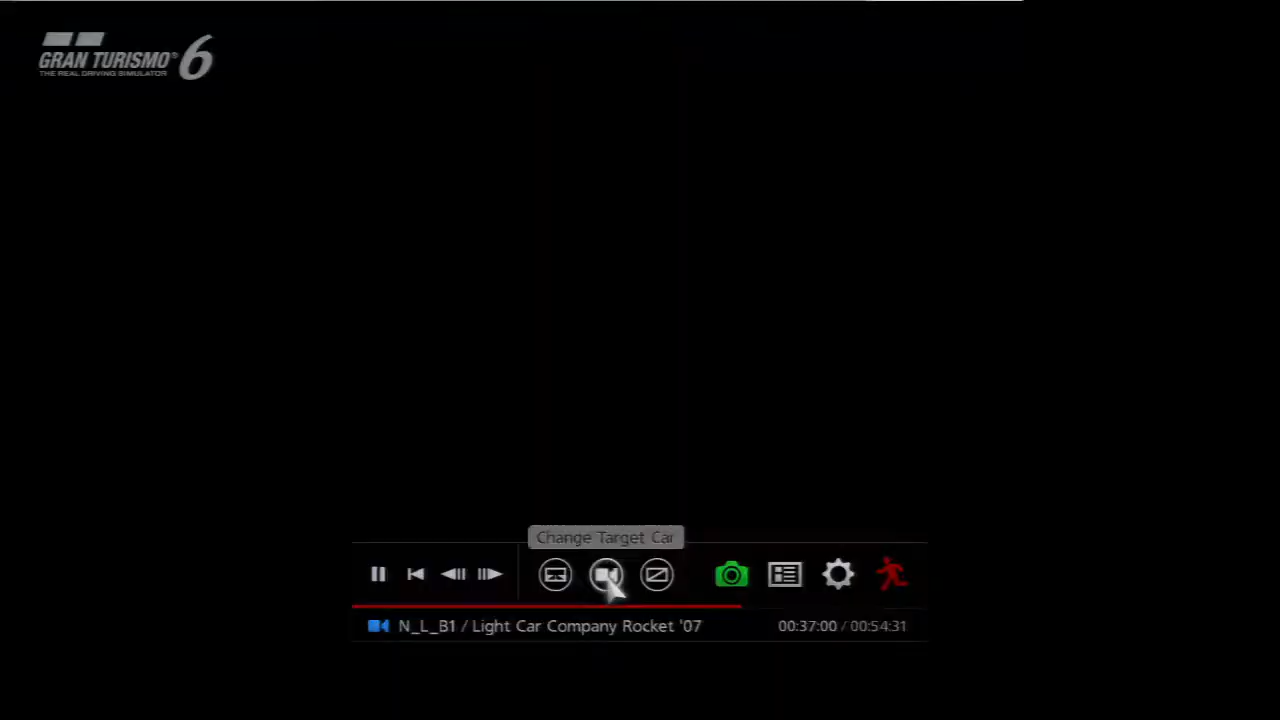 GRAN TURISMO® 6
THE REAL DRIVING SIMULATOR
Change Target Car
N_L_B1 / Light Car Company Rocket '07
00:37:00 / 00:54:31